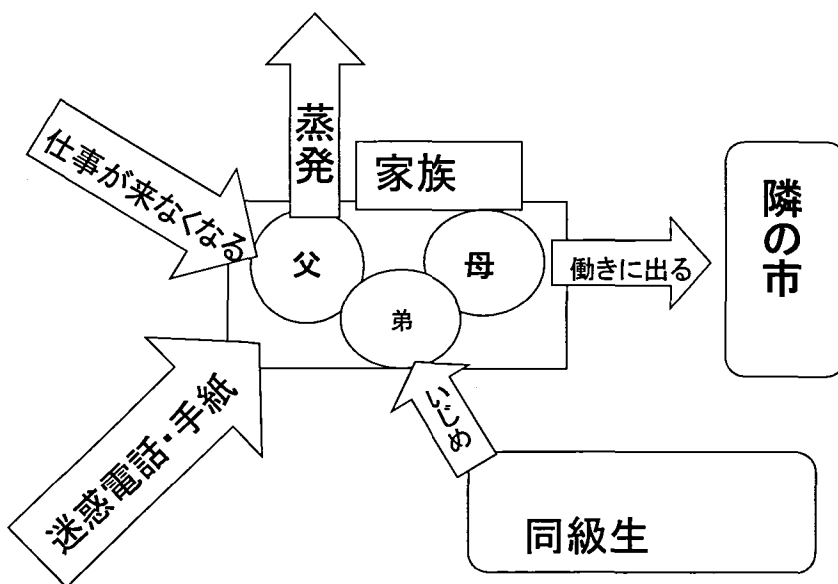 蒸発
仕事が来なくなる
家族
隣の市
父
母
働きに出る
弟
迷惑電話・手紙
いじめ
同級生